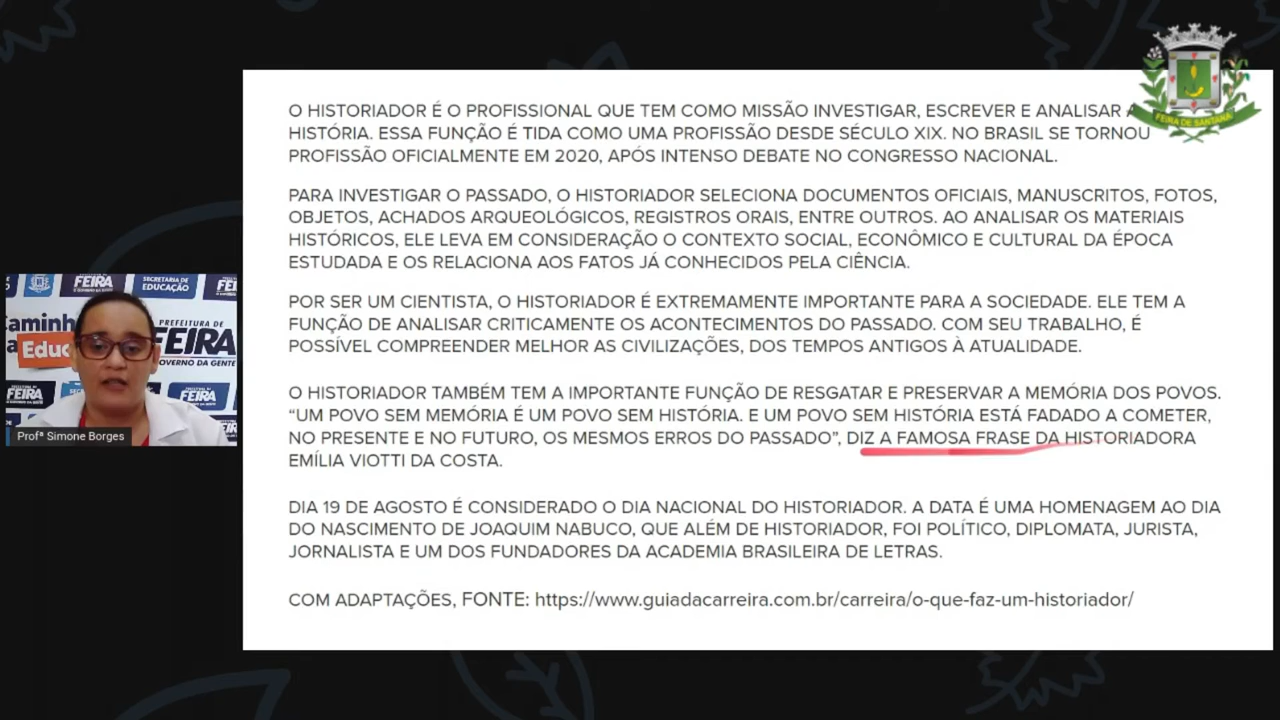 O HISTORIADOR É O PROFISSIONAL QUE TEM COMO MISSÃO INVESTIGAR, ESCREVER E ANALISAR A
HISTÓRIA. ESSA FUNÇÃO É TIDA COMO UMA PROFISSÃO DESDE SÉCULO XIX. NO BRASIL SE TORNOU
PROFISSÃO OFICIALMENTE EM 2020, APÓS INTENSO DEBATE NO CONGRESSO NACIONAL.
FEIRA DE SANTANA
PARA INVESTIGAR O PASSADO, O HISTORIADOR SELECIONA DOCUMENTOS OFICIAIS, MANUSCRITOS, FOTOS,
OBJETOS, ACHADOS ARQUEOLÓGICOS, REGISTROS ORAIS, ENTRE OUTROS. AO ANALISAR OS MATERIAIS
HISTÓRICOS, ELE LEVA EM CONSIDERAÇÃO O CONTEXTO SOCIAL, ECONÔMICO E CULTURAL DA ÉPOCA
ESTUDADA E OS RELACIONA AOS FATOS JÁ CONHECIDOS PELA CIÊNCIA.
POR SER UM CIENTISTA, O HISTORIADOR É EXTREMAMENTE IMPORTANTE PARA A SOCIEDADE. ELE TEM A
FUNÇÃO DE ANALISAR CRITICAMENTE OS ACONTECIMENTOS DO PASSADO. COM SEU TRABALHO, É
POSSÍVEL COMPREENDER MELHOR AS CIVILIZAÇÕES, DOS TEMPOS ANTIGOS À ATUALIDADE.
O HISTORIADOR TAMBÉM TEM A IMPORTANTE FUNÇÃO DE RESGATAR E PRESERVAR A MEMÓRIA DOS POVOS.
“UM POVO SEM MEMÓRIA É UM POVO SEM HISTÓRIA. E UM POVO SEM HISTÓRIA ESTÁ FADADO A COMETER,
NO PRESENTE E NO FUTURO, OS MESMOS ERROS DO PASSADO”, DIZ A FAMOSA FRASE DA HISTORIADORA
EMÍLIA VIOTTI DA COSTA.
DIA 19 DE AGOSTO É CONSIDERADO O DIA NACIONAL DO HISTORIADOR. A DATA É UMA HOMENAGEM AO DIA
DO NASCIMENTO DE JOAQUIM NABUCO, QUE ALÉM DE HISTORIADOR, FOI POLÍTICO, DIPLOMATA, JURISTA,
JORNALISTA E UM DOS FUNDADORES DA ACADEMIA BRASILEIRA DE LETRAS.
COM ADAPTAÇÕES, FONTE: https://www.guiadacarreira.com.br/carreira/o-que-faz-um-historiador/
FEIRA
SECRETARIA DE
EDUCAÇÃO
Caminh
Educ
PREFEITURA DE
FEIRA
GOVERNO DA GENTE
FEIRA
FEIRA
Profª Simone Borges